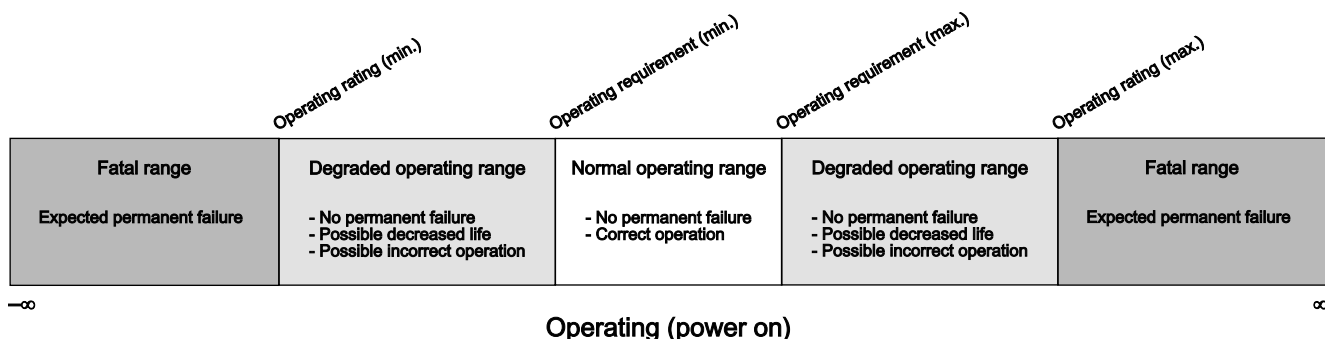 Operating rating (min.)
Operating requirement (min.)
Operating requirement (max.)
Operating rating (max.)
Fatal range
Expected permanent failure
Degraded operating range
- No permanent failure
- Possible decreased life
- Possible incorrect operation
Normal operating range
- No permanent failure
- Correct operation
Degraded operating range
- No permanent failure
- Possible decreased life
- Possible incorrect operation
Fatal range
Expected permanent failure
–∞
∞
Operating (power on)